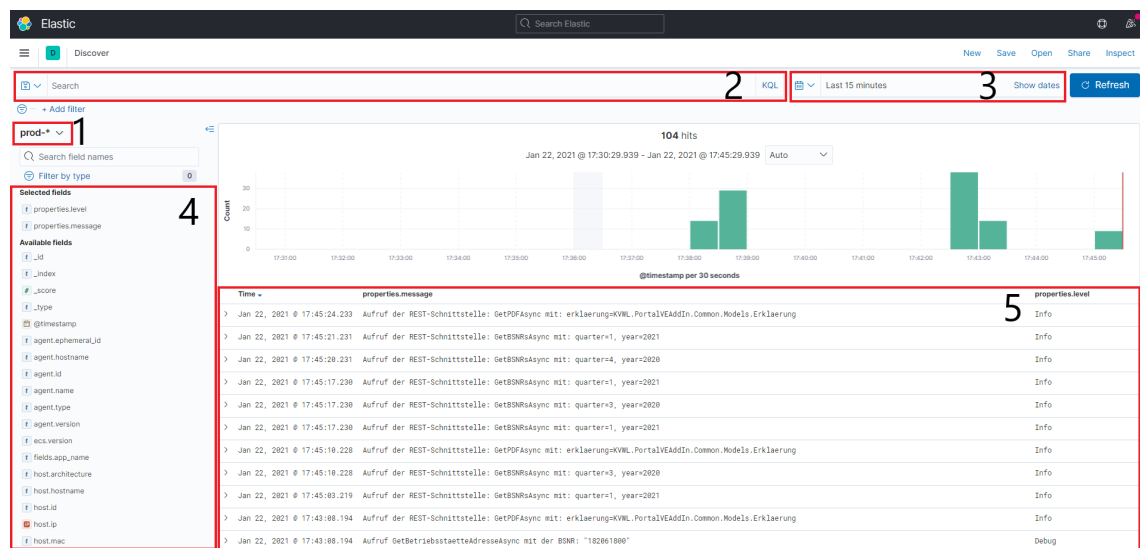 Elastic
Search Elastic
D Discover
New Save Open Share Inspect
Search 2 KQL
Last 15 minutes 3 Show dates
Refresh
+ Add filter
prod-* 1
Search field names
Filter by type 0
Selected fields
4
t properties.level
t properties.message
Available fields
t _id
t _index
# _score
t _type
@timestamp
t agent.ephemeral_id
t agent.hostname
t agent.id
t agent.name
t agent.type
t agent.version
t ecs.version
t fields.app_name
t host.architecture
t host.hostname
t host.id
host.ip
t host.mac
104 hits
Jan 22, 2021 @ 17:30:29.939 - Jan 22, 2021 @ 17:45:29.939 Auto
Count
30
20
10
0
17:31:00 17:32:00 17:33:00 17:34:00 17:35:00 17:36:00 17:37:00 17:38:00 17:39:00 17:40:00 17:41:00 17:42:00 17:43:00 17:44:00 17:45:00
@timestamp per 30 seconds
Time properties.message 5 properties.level
> Jan 22, 2021 @ 17:45:24.233 Aufruf der REST-Schnittstelle: GetPDFAsync mit: erklaerung=KVWL.PortalVEAddIn.Common.Models.Erklaerung Info
> Jan 22, 2021 @ 17:45:21.231 Aufruf der REST-Schnittstelle: GetBSNRsAsync mit: quarter=1, year=2021 Info
> Jan 22, 2021 @ 17:45:20.231 Aufruf der REST-Schnittstelle: GetBSNRsAsync mit: quarter=4, year=2020 Info
> Jan 22, 2021 @ 17:45:17.230 Aufruf der REST-Schnittstelle: GetBSNRsAsync mit: quarter=1, year=2021 Info
> Jan 22, 2021 @ 17:45:17.230 Aufruf der REST-Schnittstelle: GetBSNRsAsync mit: quarter=3, year=2020 Info
> Jan 22, 2021 @ 17:45:17.230 Aufruf der REST-Schnittstelle: GetBSNRsAsync mit: quarter=1, year=2021 Info
> Jan 22, 2021 @ 17:45:10.228 Aufruf der REST-Schnittstelle: GetPDFAsync mit: erklaerung=KVWL.PortalVEAddIn.Common.Models.Erklaerung Info
> Jan 22, 2021 @ 17:45:10.228 Aufruf der REST-Schnittstelle: GetBSNRsAsync mit: quarter=3, year=2020 Info
> Jan 22, 2021 @ 17:45:03.219 Aufruf der REST-Schnittstelle: GetBSNRsAsync mit: quarter=1, year=2021 Info
> Jan 22, 2021 @ 17:43:08.194 Aufruf der REST-Schnittstelle: GetPDFAsync mit: erklaerung=KVWL.PortalVEAddIn.Common.Models.Erklaerung Info
> Jan 22, 2021 @ 17:43:08.194 Aufruf GetBetriebsstaetteAdresseAsync mit der BSNR: "182061800" Debug